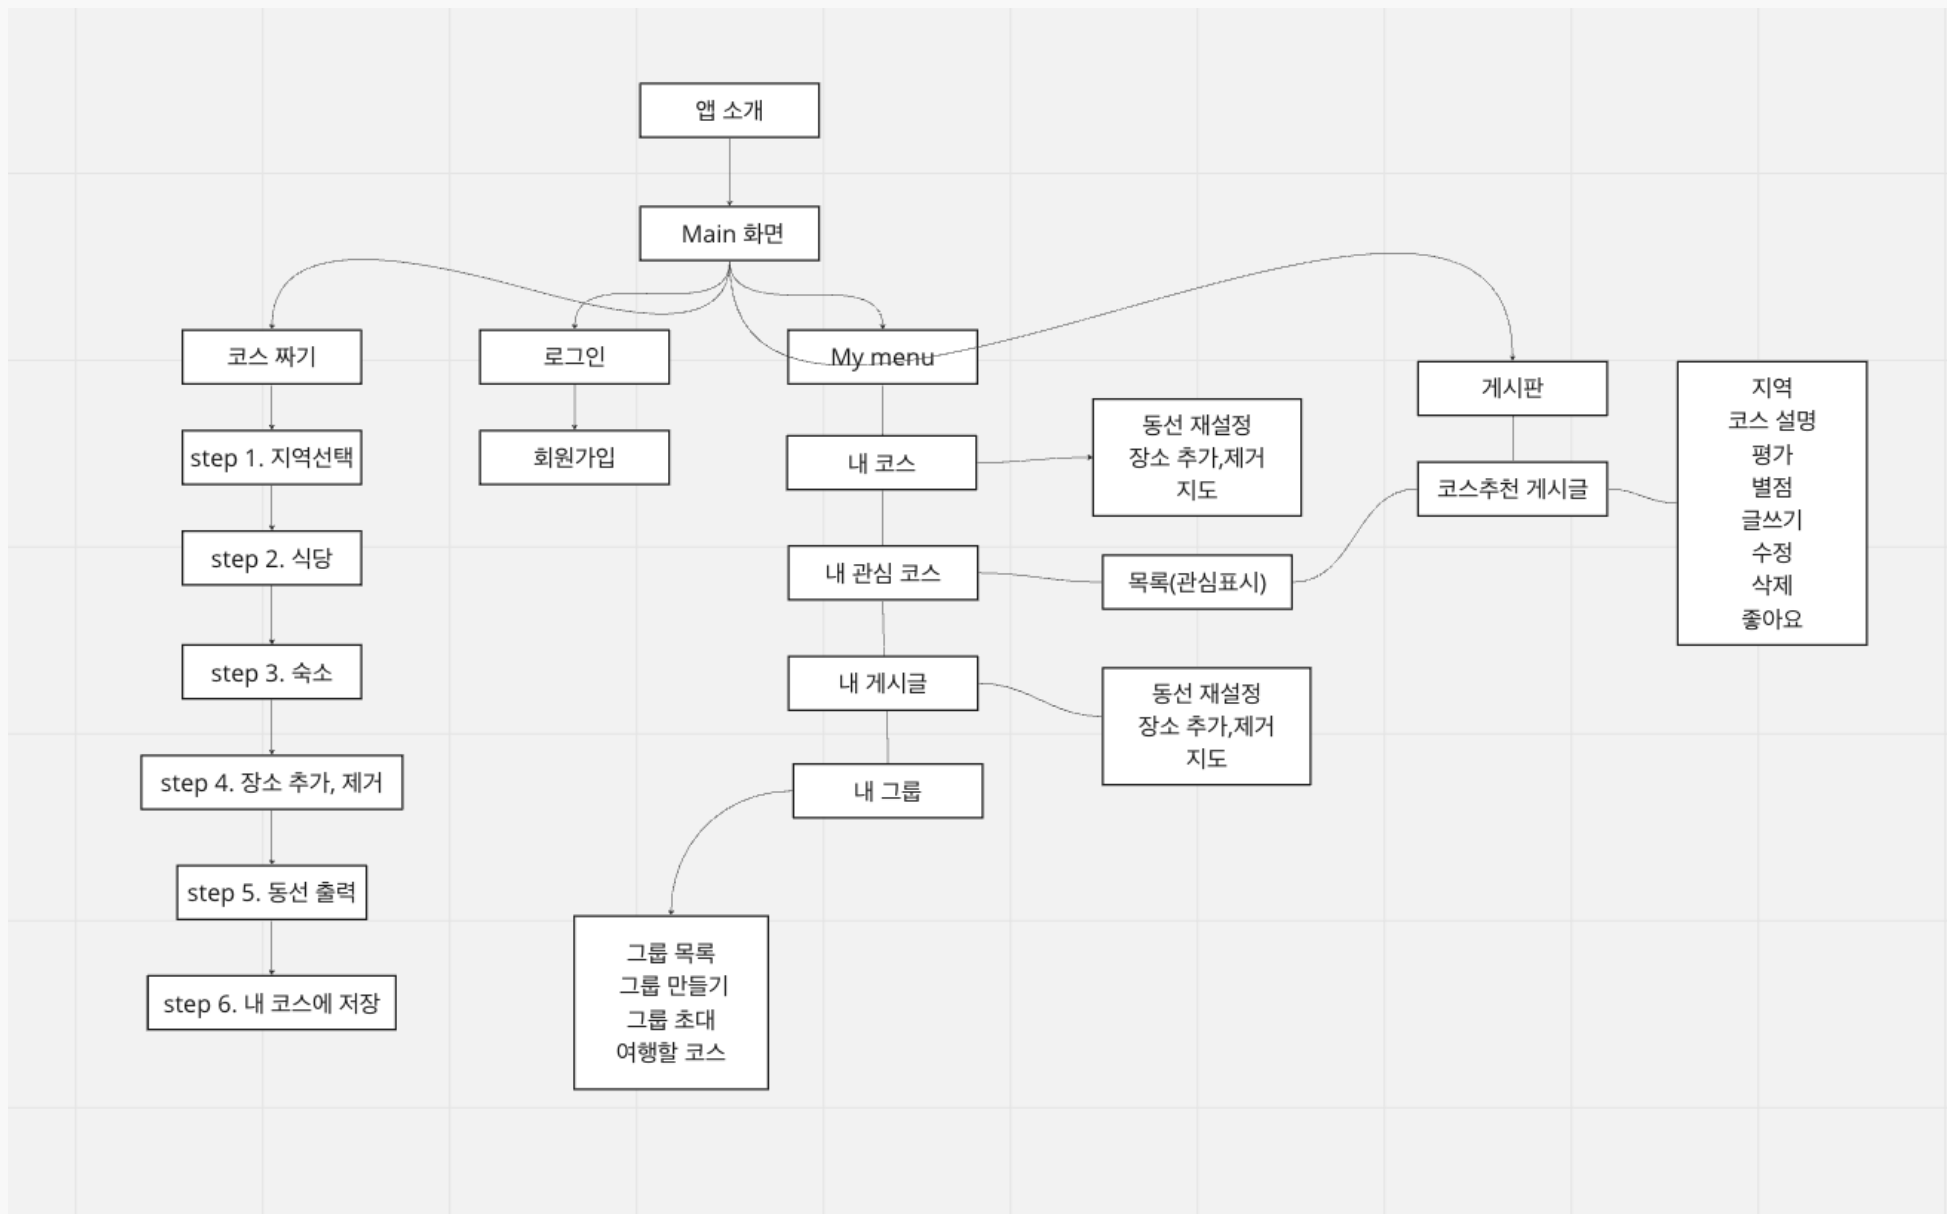 앱 소개
Main 화면
코스 짜기
로그인
My menu
게시판
step 1. 지역선택
회원가입
내 코스
동선 재설정
장소 추가,제거
지도
코스추천 게시글
지역
코스 설명
평가
별점
글쓰기
수정
삭제
좋아요
step 2. 식당
내 관심 코스
목록(관심표시)
step 3. 숙소
내 게시글
동선 재설정
장소 추가,제거
지도
step 4. 장소 추가, 제거
내 그룹
step 5. 동선 출력
그룹 목록
그룹 만들기
그룹 초대
여행할 코스
step 6. 내 코스에 저장